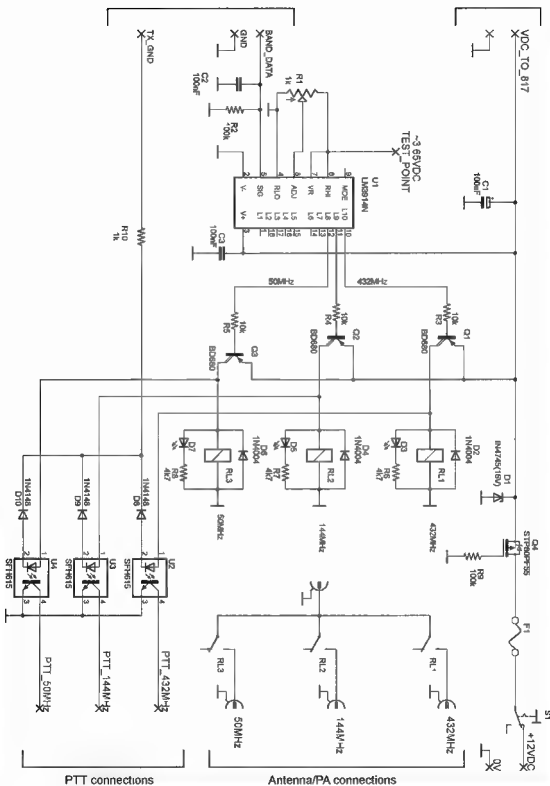 VDC_TO_817
BAND_DATA
GND
TX_GND
C2
100nF
R2
100k
R1
1k
~3.65VDC
TEST_POINT
C1
100nF
U1
LM3914N
MODE
L10
RHI
L9
L8
VR
L7
L6
ADJ
L5
L4
RLO
L3
L2
SIG
L1
V-
V+
C3
100nF
R10
1k
50MHz
432MHz
10k
R5
10k
R4
10k
R3
Q3
BD680
Q2
BD680
Q1
BD680
D6
1N4004
RL3
D7
R8
4k7
D4
1N4004
RL2
D5
R7
4k7
D2
1N4004
RL1
D3
R6
4k7
50MHz
144MHz
432MHz
D1
IN4745(16V)
Q4
STP80PF55
R9
100k
F1
S1
+12VDC
0V
1N4148
D10
1N4148
D9
1N4148
D8
U4
SFH615
U3
SFH615
U2
SFH615
PTT_50MHz
PTT_144MHz
PTT_432MHz
RL3
RL2
RL1
50MHz
144MHz
432MHz
PTT connections
Antenna/PA connections